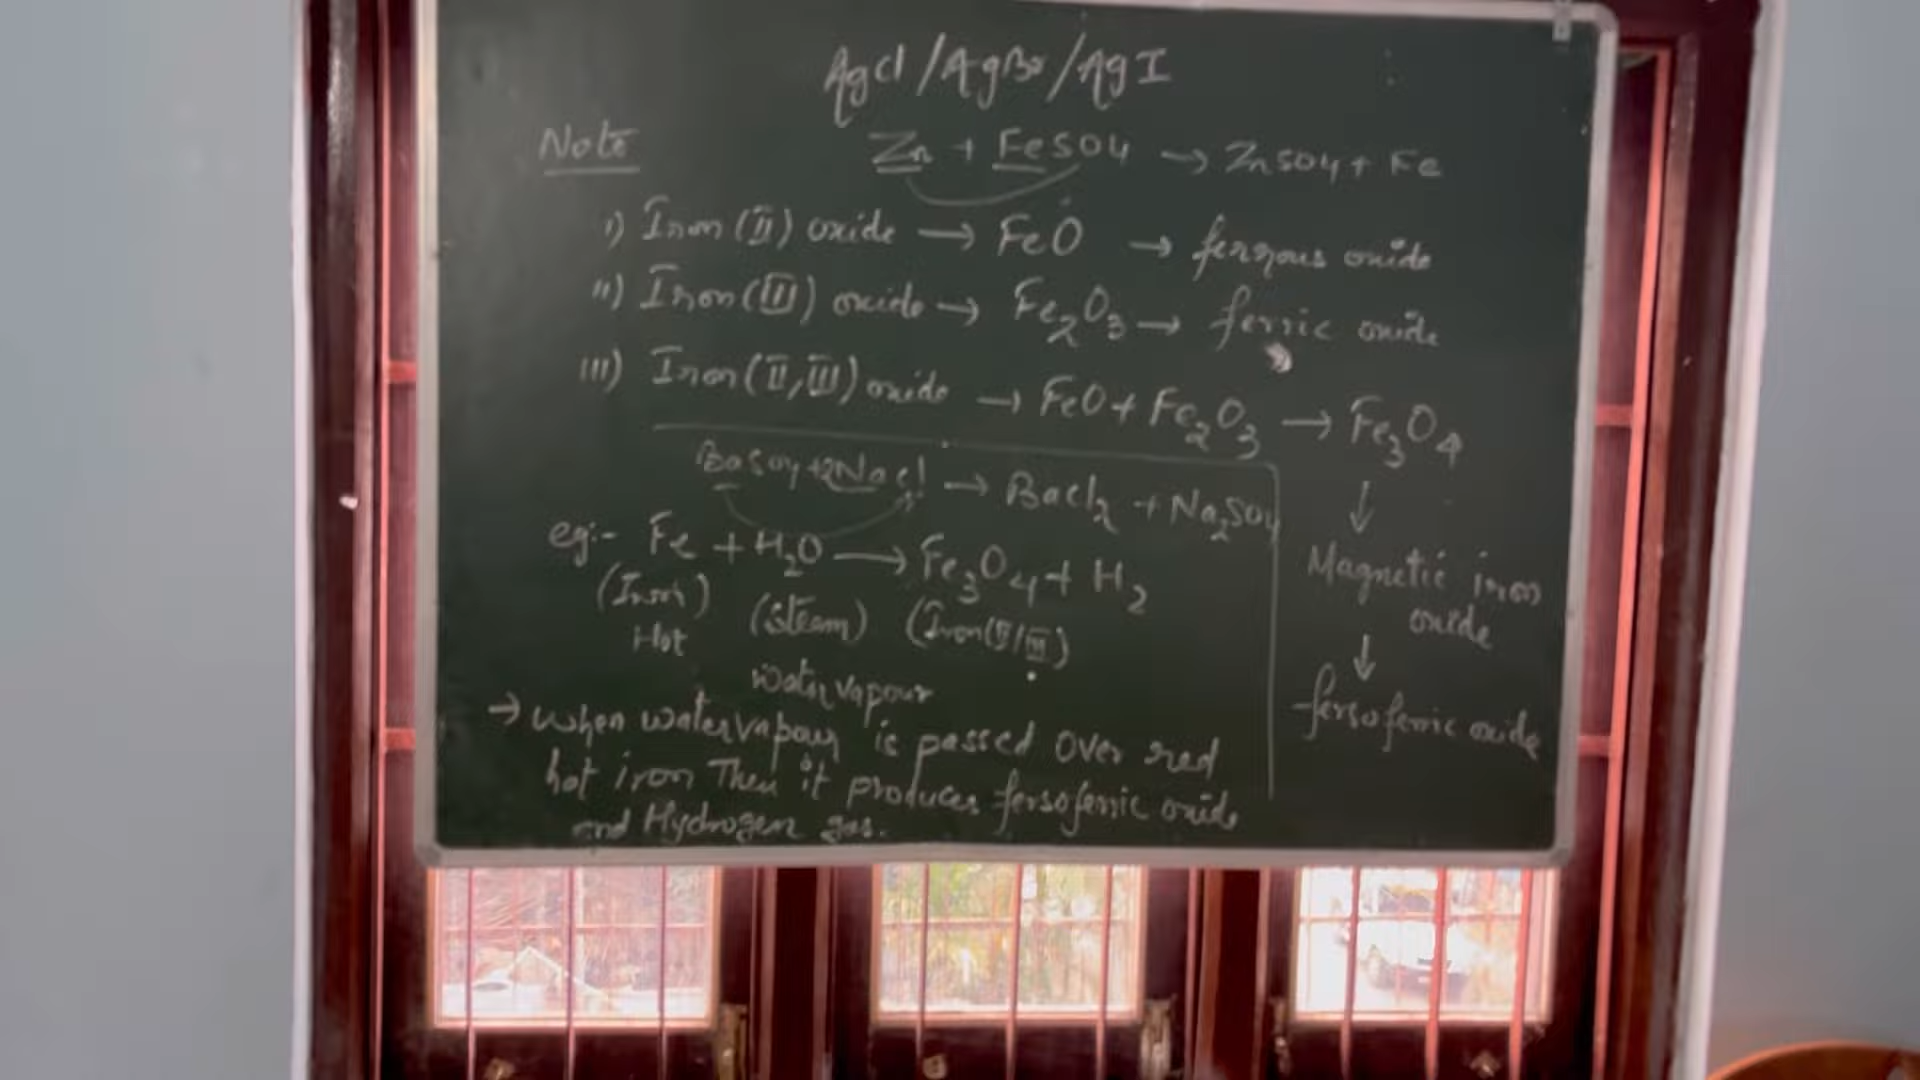 AgCl/AgBr/AgI
Note
Zn + FeSO4 → ZnSO4 + Fe
i) Iron (II) oxide → FeO → ferrous oxide
ii) Iron (III) oxide → Fe2O3 → ferric oxide
iii) Iron (II, III) oxide → FeO + Fe2O3 → Fe3O4
↓
Magnetic iron
oxide
↓
fersoferric oxide
BaSO4 + 2NaCl → BaCl2 + Na2SO4
eg:- Fe + H2O → Fe3O4 + H2
(Iron) (Steam) (Iron(II/III)
Hot
Water vapour
→ When water vapour is passed over red
hot iron Then it produces fersoferric oxide
and Hydrogen gas.